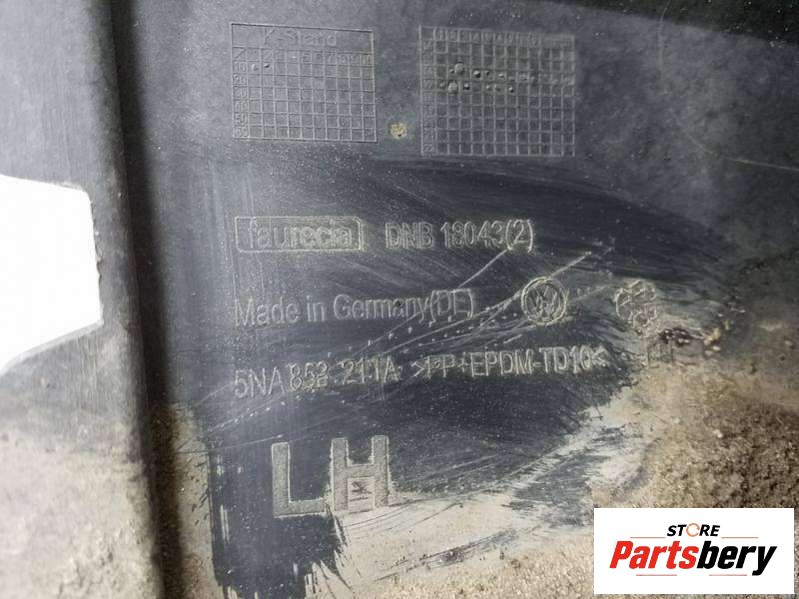 K-Stand
faurecia DNB 18043(2)
Made in Germany(DE)
5NA 853 211A >PP+EPDM-TD10<
LH
STORE
Partsbery